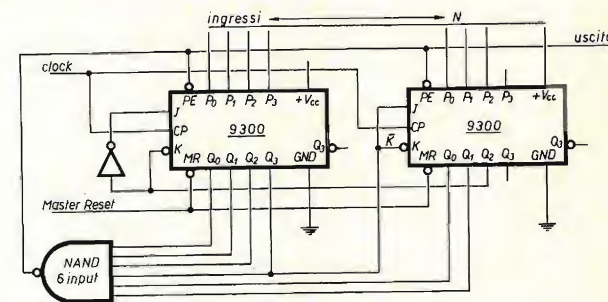 ingressi N
uscita
clock
PE P0 P1 P2 P3 +Vcc
J
CP
K
9300
MR Q0 Q1 Q2 Q3 GND
Q3
PE P0 P1 P2 P3 +Vcc
J
CP
K̄ K
9300
MR Q0 Q1 Q2 Q3 GND
Q3
Master Reset
NAND
6 input